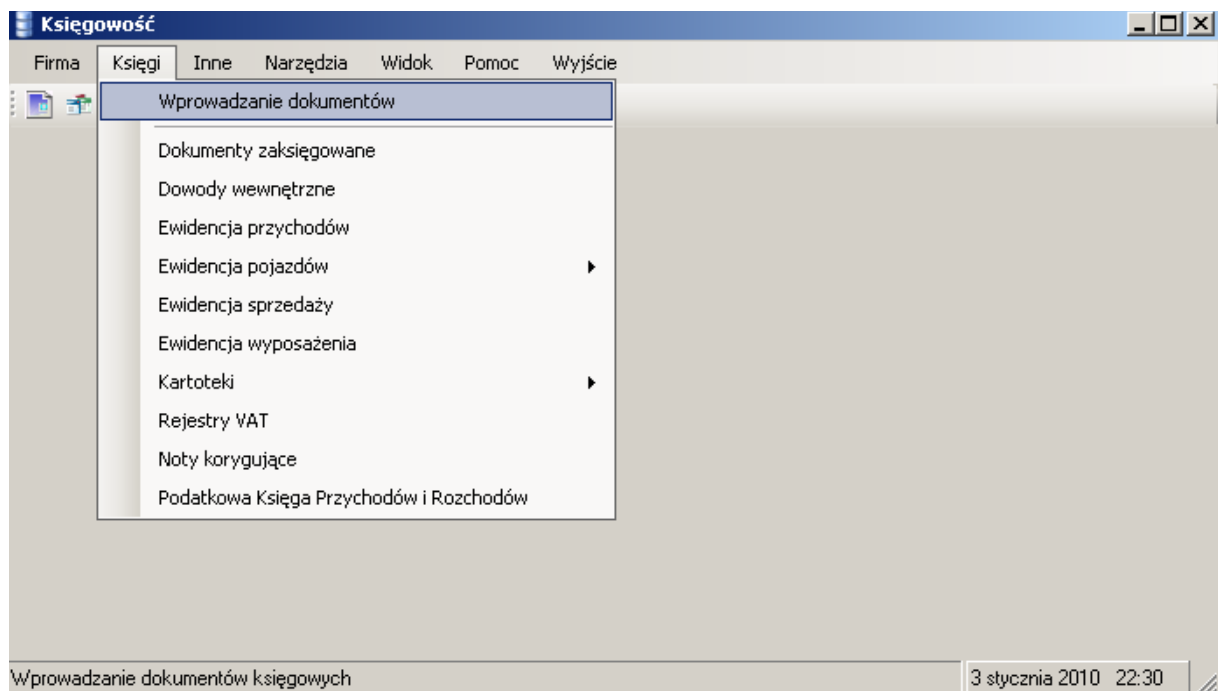 Księgowość
Firma Księgi Inne Narzędzia Widok Pomoc Wyjście
Wprowadzanie dokumentów
Dokumenty zaksięgowane
Dowody wewnętrzne
Ewidencja przychodów
Ewidencja pojazdów
Ewidencja sprzedaży
Ewidencja wyposażenia
Kartoteki
Rejestry VAT
Noty korygujące
Podatkowa Księga Przychodów i Rozchodów
Wprowadzanie dokumentów księgowych 3 stycznia 2010 22:30